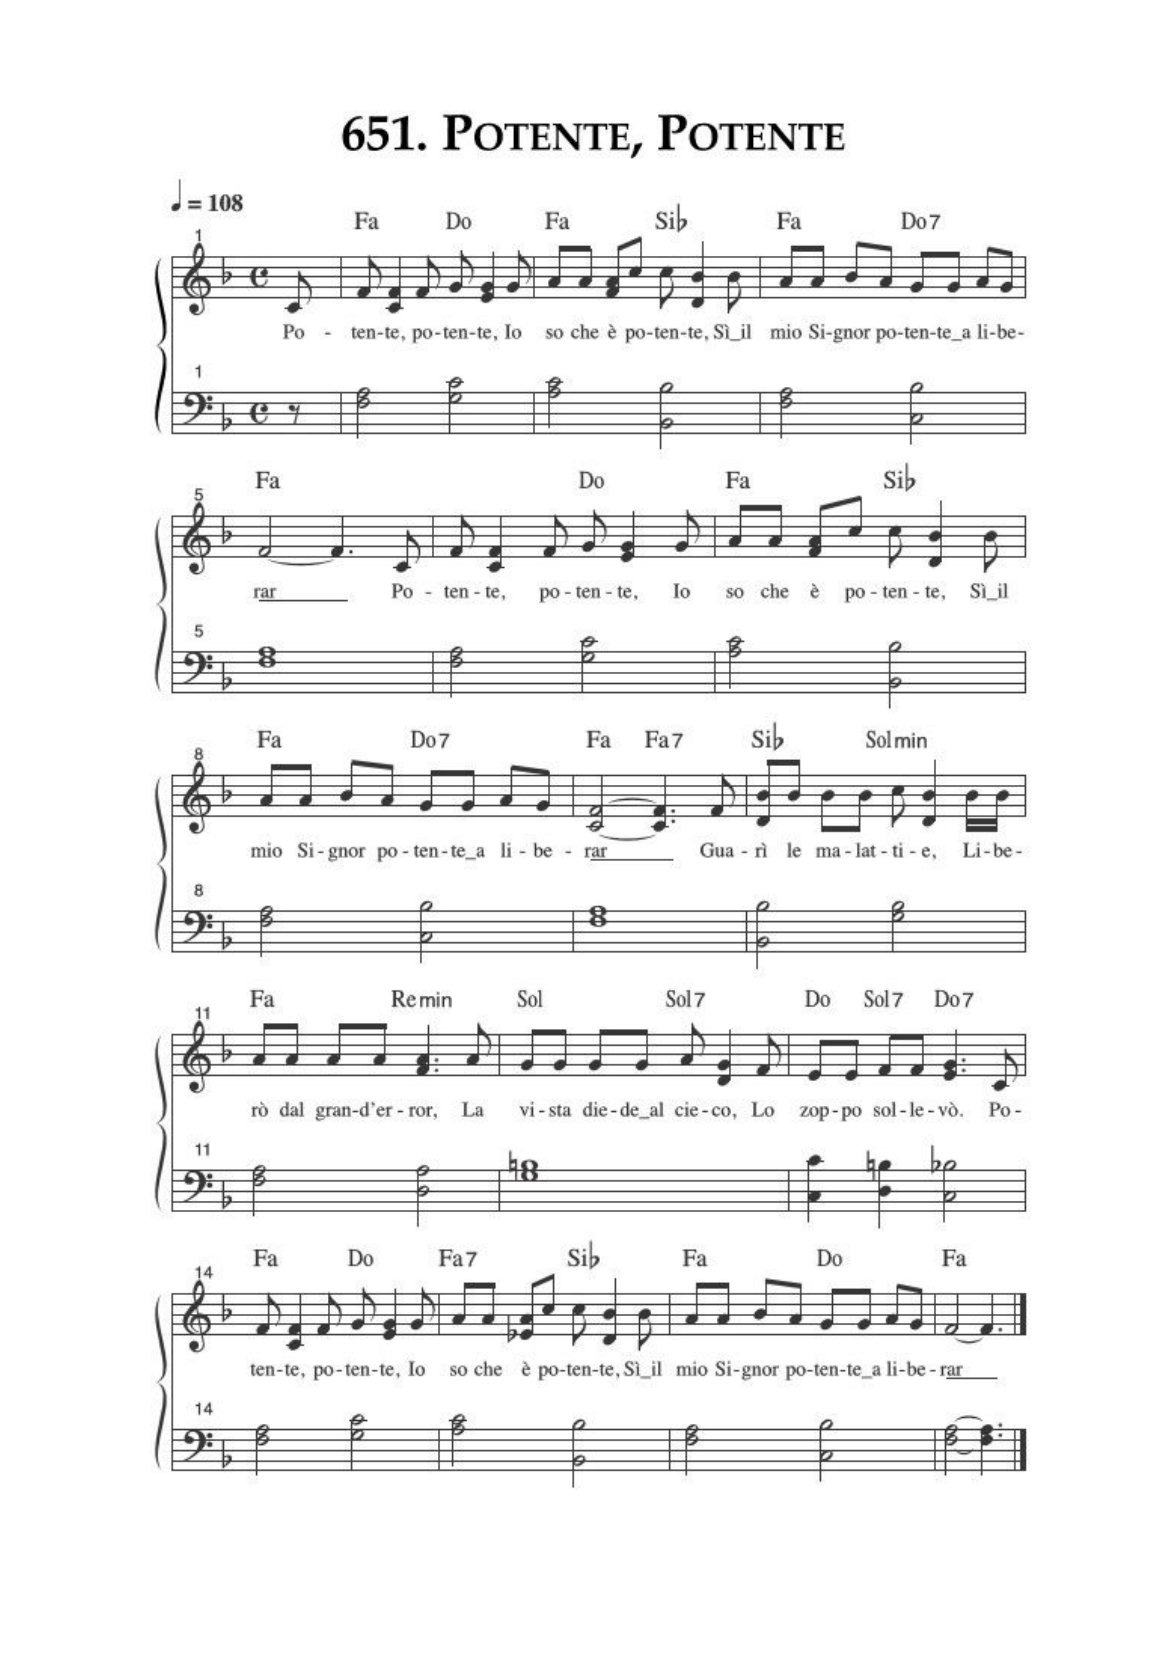 651. POTENTE, POTENTE
♩ = 108
Fa Do Fa Si♭ Fa Do7
1
Po - ten-te, po-ten-te, Io so che è po-ten-te, Sì_il mio Si-gnor po-ten-te_a li-be-
1
Fa Do Fa Si♭
5
rar Po - ten - te, po - ten - te, Io so che è po - ten - te, Sì_il
5
Fa Do7 Fa Fa7 Si♭ Solmin
8
mio Si - gnor po - ten - te_a li - be - rar Gua - rì le ma - lat - ti - e, Li - be -
8
Fa Remin Sol Sol7 Do Sol7 Do7
11
rò dal gran-d'er - ror, La vi - sta die - de_al cie - co, Lo zop - po sol - le - vò. Po -
11
Fa Do Fa7 Si♭ Fa Do Fa
14
ten-te, po-ten-te, Io so che è po-ten-te, Sì_il mio Si-gnor po-ten-te_a li-be-rar
14